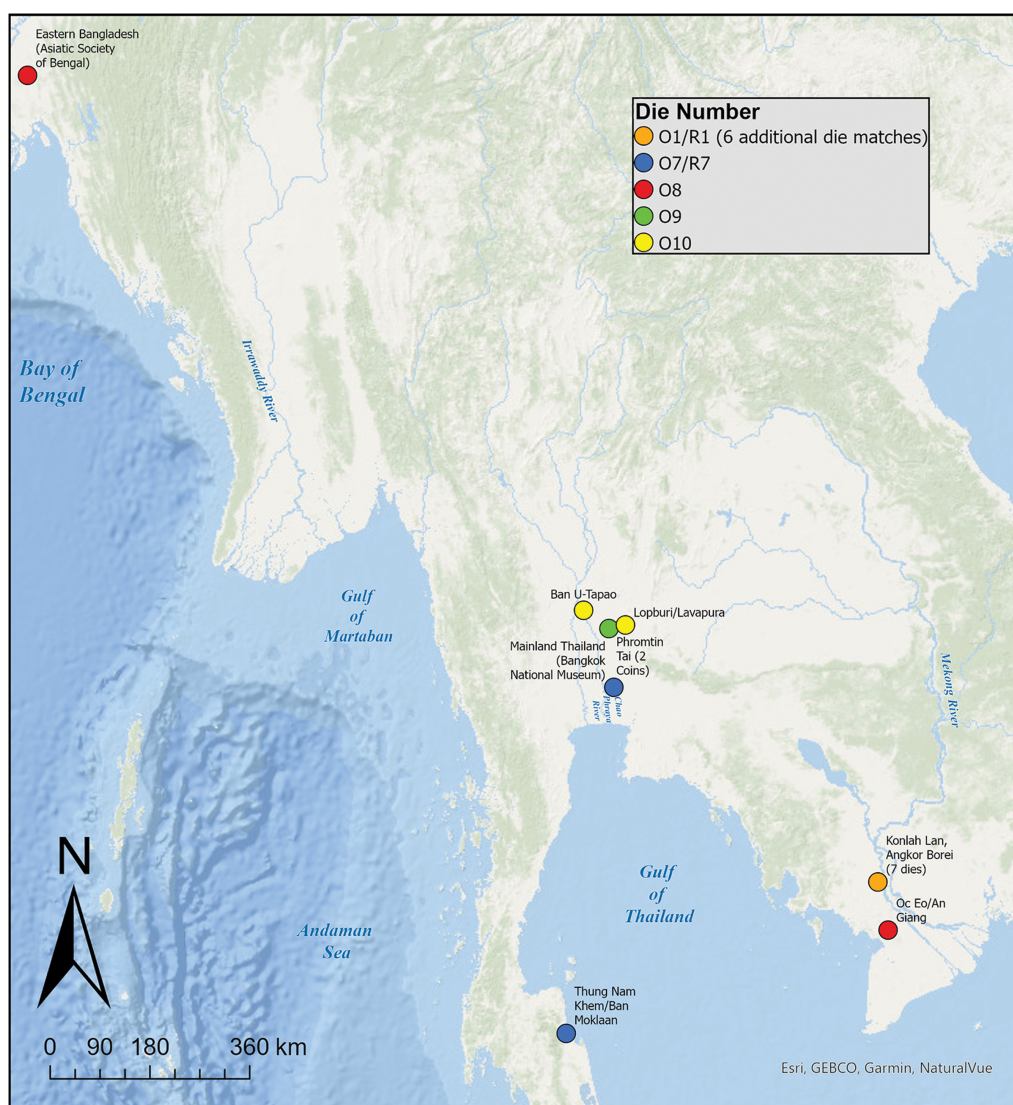 Eastern Bangladesh
(Asiatic Society
of Bengal)
Die Number
O1/R1 (6 additional die matches)
O7/R7
O8
O9
O10
Bay of
Bengal
Irrawaddy River
Gulf
of
Martaban
Ban U-Tapao
Lopburi/Lavapura
Mainland Thailand
(Bangkok
National Museum)
Phromtin
Tai (2
Coins)
Chao
Phraya
River
Mekong River
Konlah Lan,
Angkor Borei
(7 dies)
Oc Eo/An
Giang
Gulf
of
Thailand
Andaman
Sea
Thung Nam
Khem/Ban
Moklaan
N
0 90 180 360 km
Esri, GEBCO, Garmin, NaturalVue